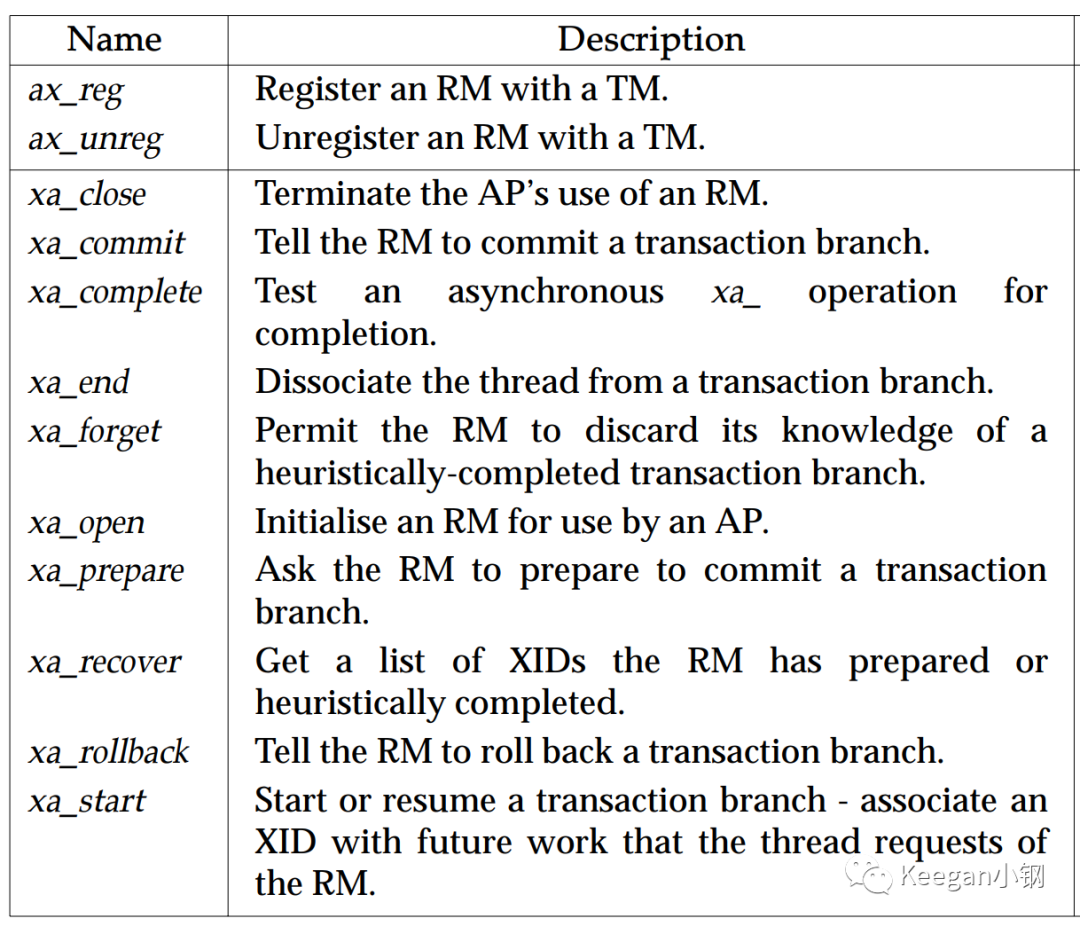 Name Description
ax_reg Register an RM with a TM.
ax_unreg Unregister an RM with a TM.
xa_close Terminate the AP’s use of an RM.
xa_commit Tell the RM to commit a transaction branch.
xa_complete Test an asynchronous xa_ operation for
completion.
xa_end Dissociate the thread from a transaction branch.
xa_forget Permit the RM to discard its knowledge of a
heuristically-completed transaction branch.
xa_open Initialise an RM for use by an AP.
xa_prepare Ask the RM to prepare to commit a transaction
branch.
xa_recover Get a list of XIDs the RM has prepared or
heuristically completed.
xa_rollback Tell the RM to roll back a transaction branch.
xa_start Start or resume a transaction branch - associate an
XID with future work that the thread requests of
the RM.
Keegan小钢